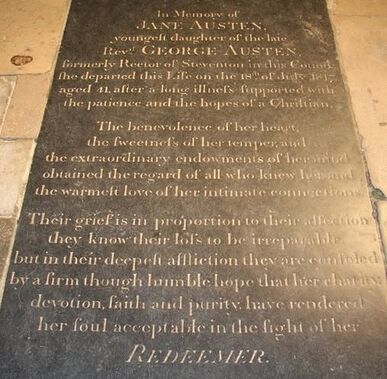 In Memory of
JANE AUSTEN,
youngeſt daughter of the late
Revd. GEORGE AUSTEN,
formerly Rector of Steventon in this County
ſhe departed this Life on the 18th. of July 1817,
aged 41, after a long illneſs ſupported with
the patience and the hopes of a Chriſtian.
The benevolence of her heart,
the ſweetneſs of her temper, and
the extraordinary endowments of her mind
obtained the regard of all who knew her and
the warmeſt love of her intimate connections.
Their grief is in proportion to their affection
they know their loſs to be irreparable,
but in their deepeſt affliction they are conſoled
by a firm though humble hope that her charity,
devotion, faith and purity, have rendered
her ſoul acceptable in the ſight of her
REDEEMER.